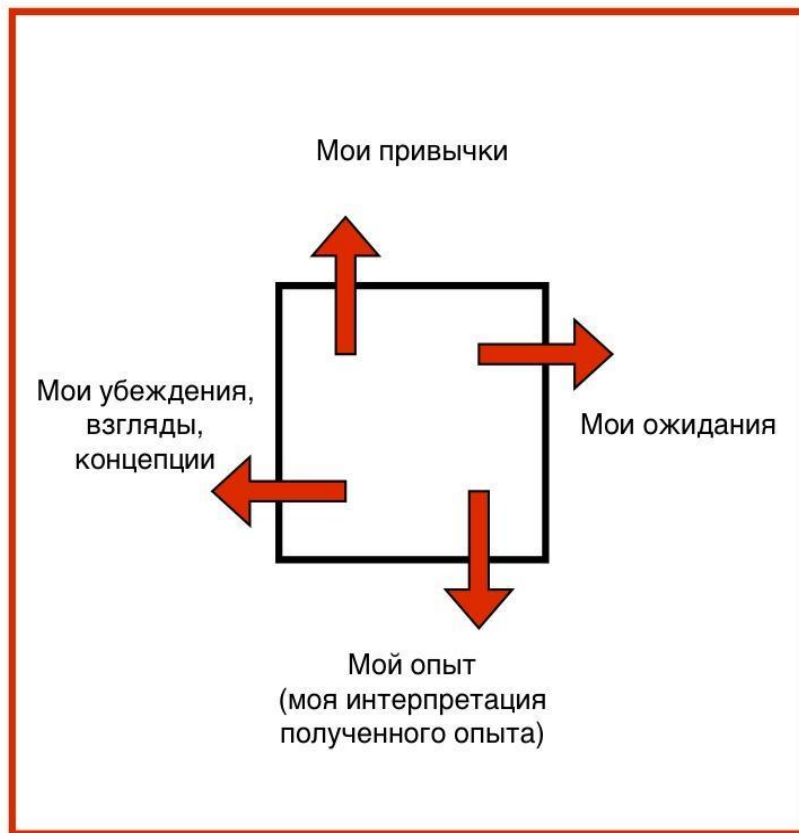 Мои привычки
Мои убеждения,
взгляды,
концепции
Мои ожидания
Мой опыт
(моя интерпретация
полученного опыта)